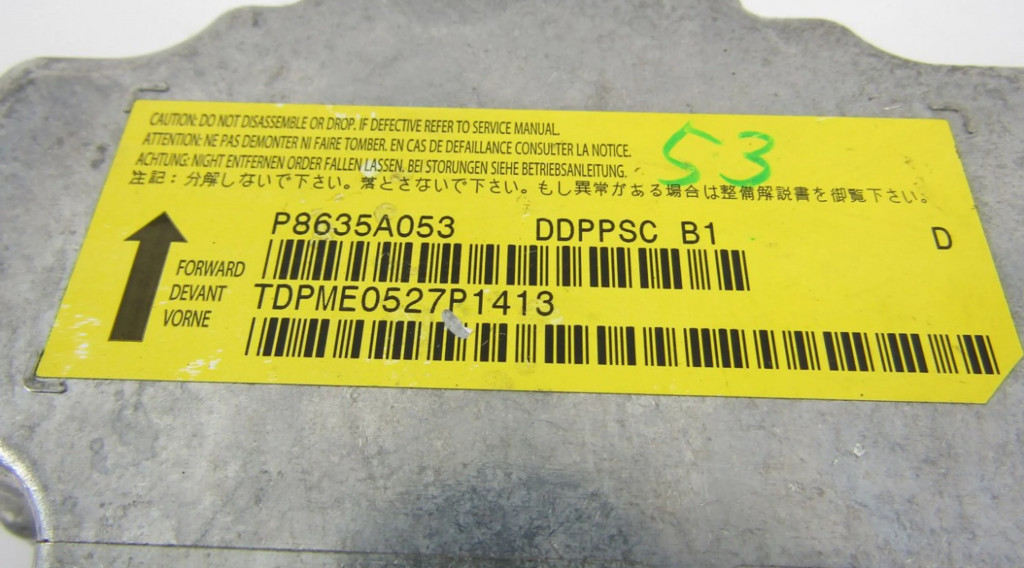 CAUTION: DO NOT DISASSEMBLE OR DROP. IF DEFECTIVE REFER TO SERVICE MANUAL.
ATTENTION: NE PAS DEMONTER NI FAIRE TOMBER. EN CAS DE DEFAILLANCE CONSULTER LA NOTICE.
ACHTUNG: NIGHT ENTFERNEN ORDER FALLEN LASSEN. BEI STORUNGEN SIEHE BETRIEBSANLEITUNG.
53
注記：分解しないで下さい。落とさないで下さい。もし異常がある場合は整備解説書を御覧下さい。
P8635A053 DDPPSC B1 D
FORWARD
DEVANT
VORNE
TDPME0527P1413